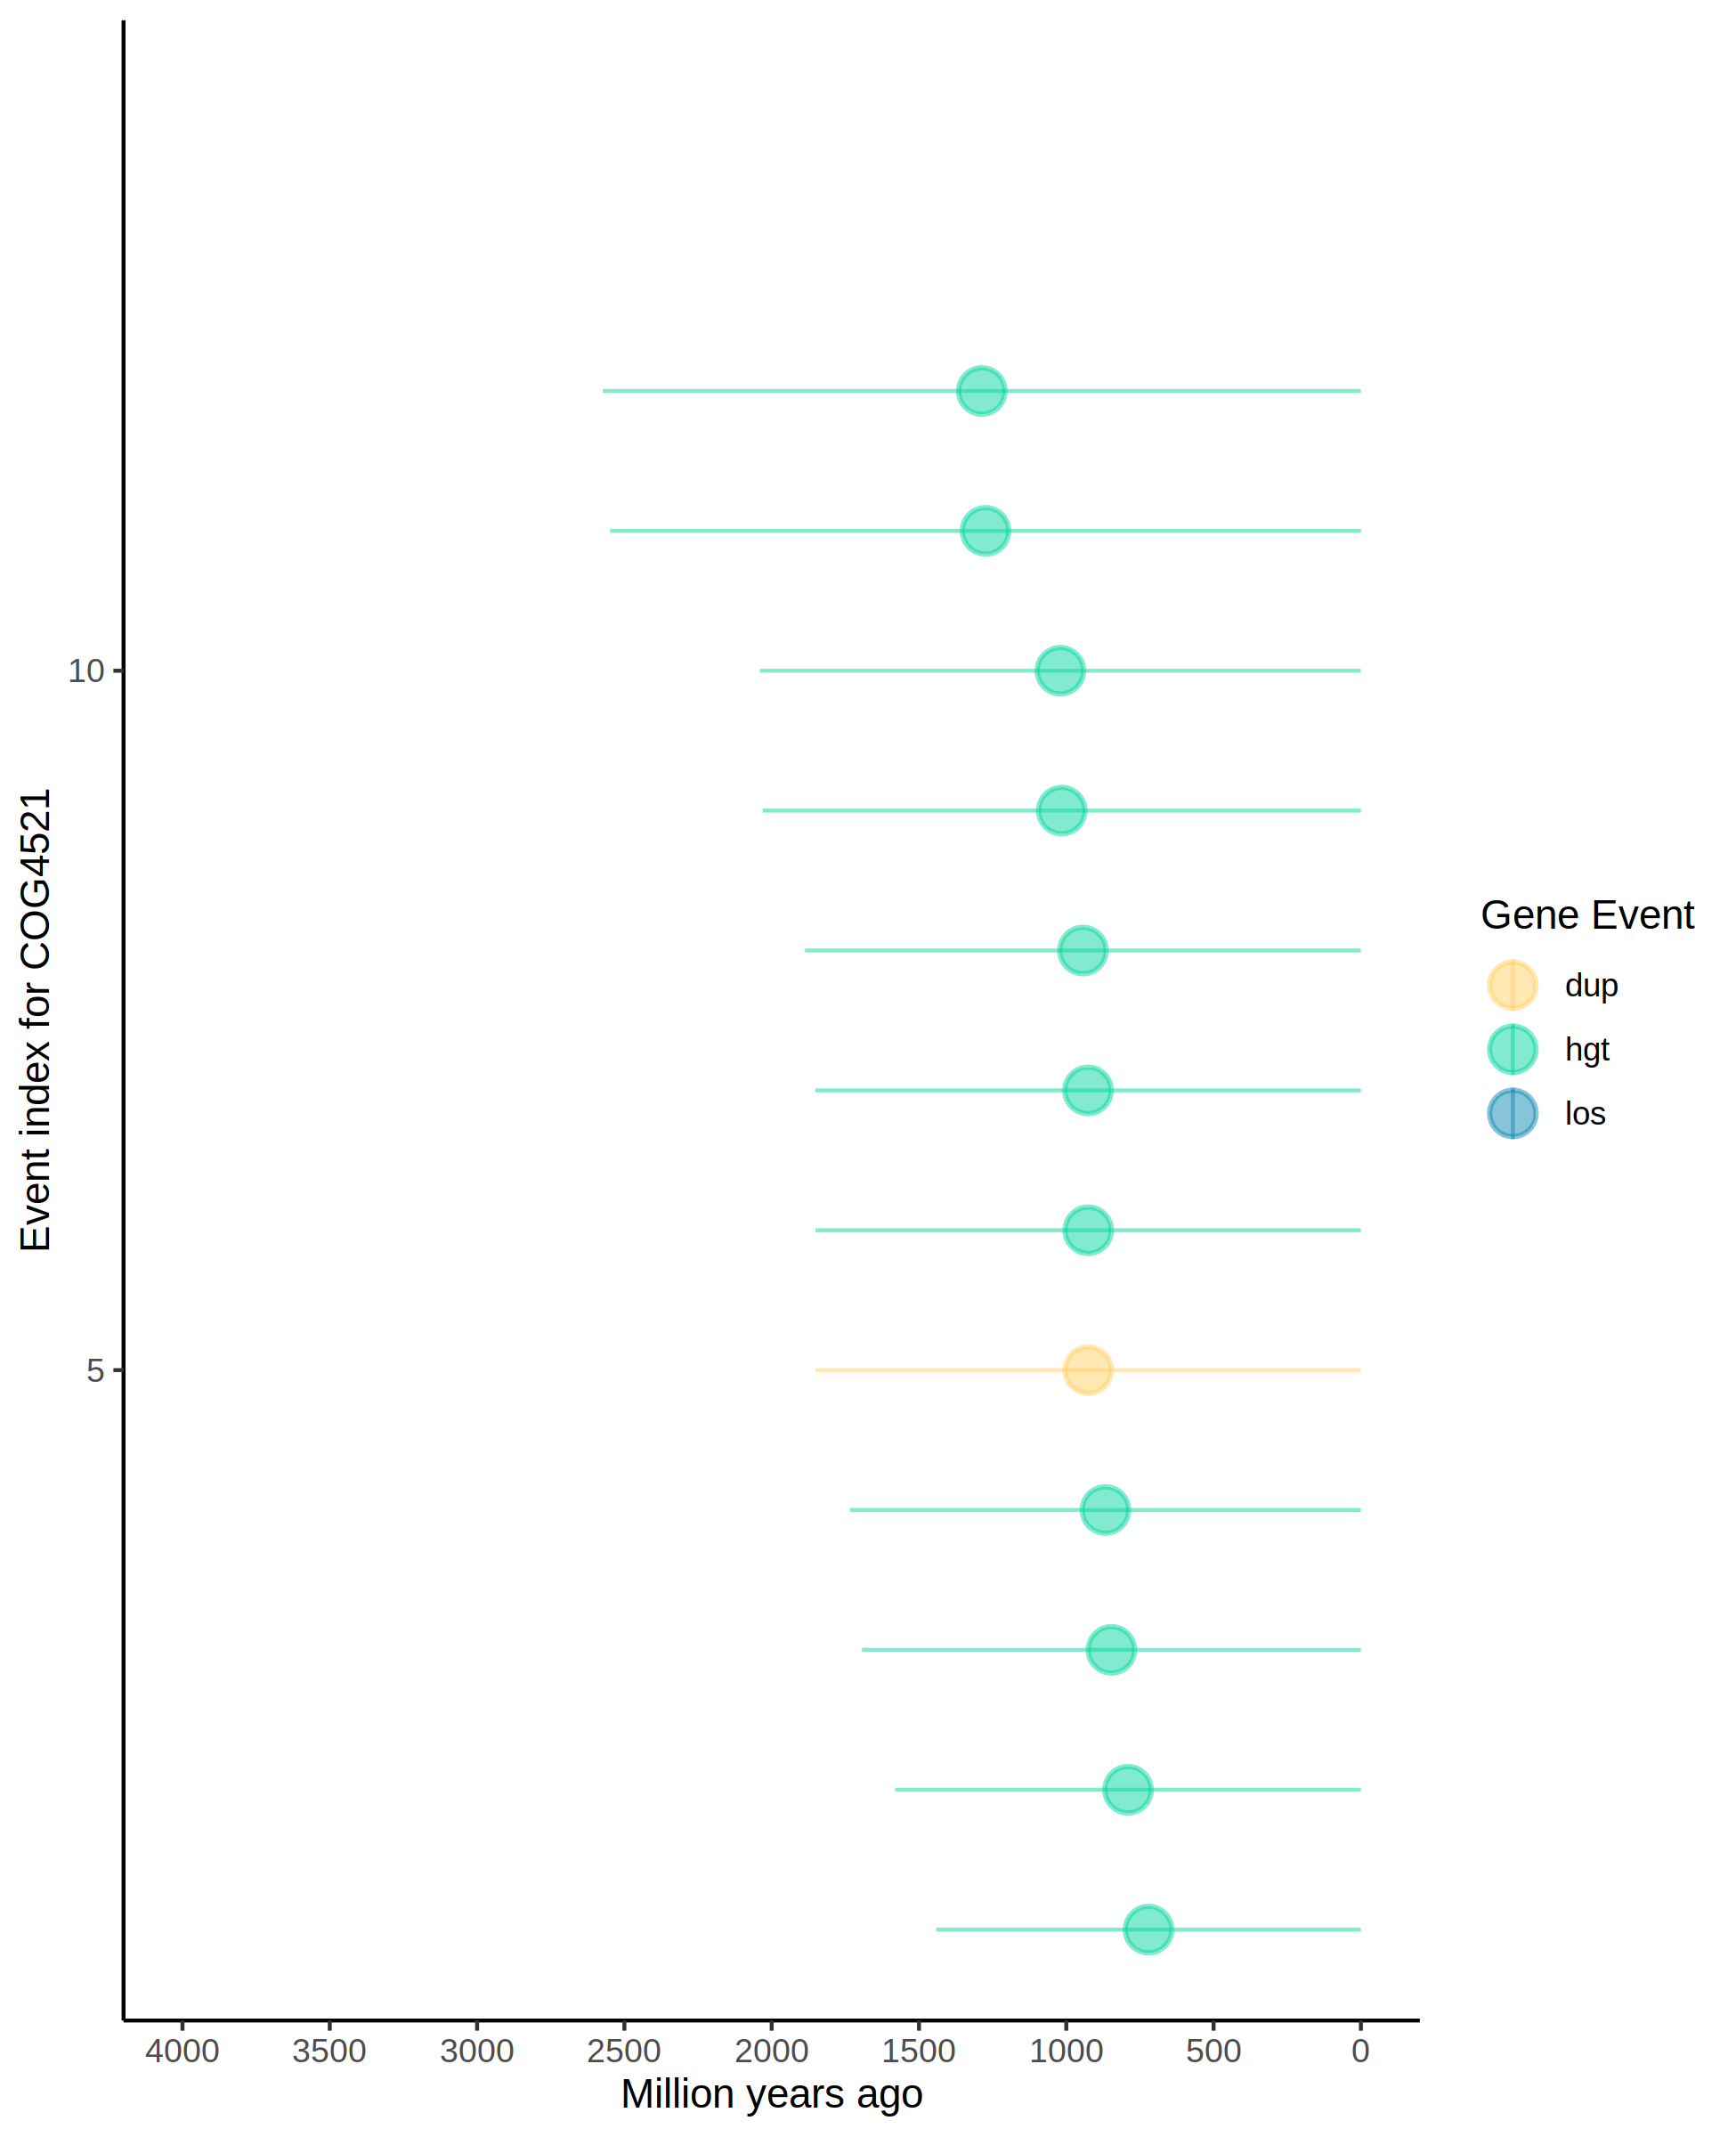 10
5
Event index for COG4521
4000 3500 3000 2500 2000 1500 1000 500 0
Million years ago
Gene Event
dup
hgt
los